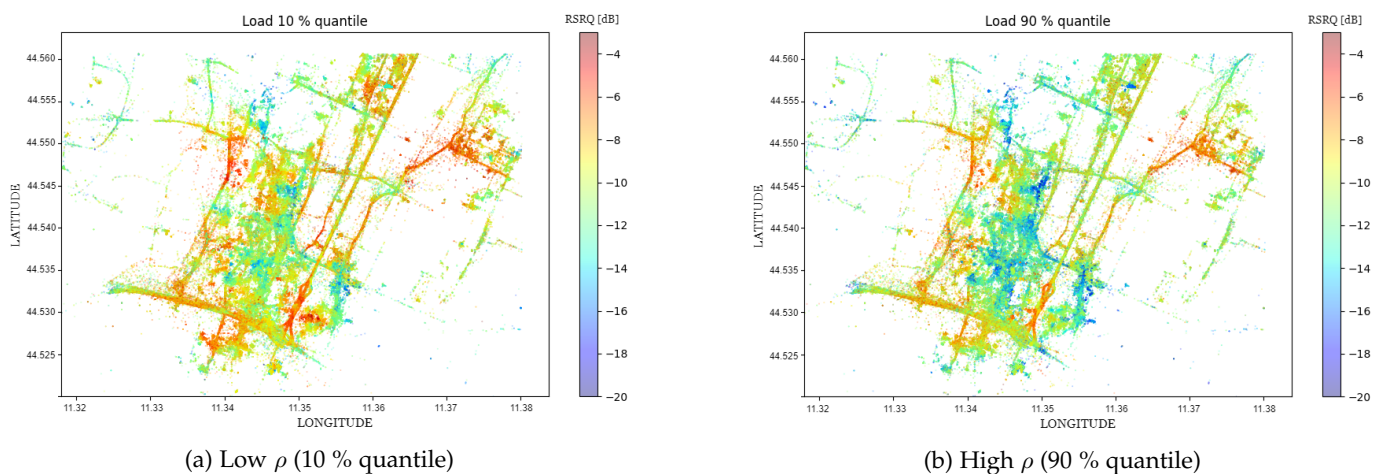 Load 10 % quantile
RSRQ [dB]
44.560
44.555
44.550
44.545
44.540
44.535
44.530
44.525
LATITUDE
11.32 11.33 11.34 11.35 11.36 11.37 11.38
LONGITUDE
−4
−6
−8
−10
−12
−14
−16
−18
−20
(a) Low ρ (10 % quantile)
Load 90 % quantile
RSRQ [dB]
44.560
44.555
44.550
44.545
44.540
44.535
44.530
44.525
LATITUDE
11.32 11.33 11.34 11.35 11.36 11.37 11.38
LONGITUDE
−4
−6
−8
−10
−12
−14
−16
−18
−20
(b) High ρ (90 % quantile)